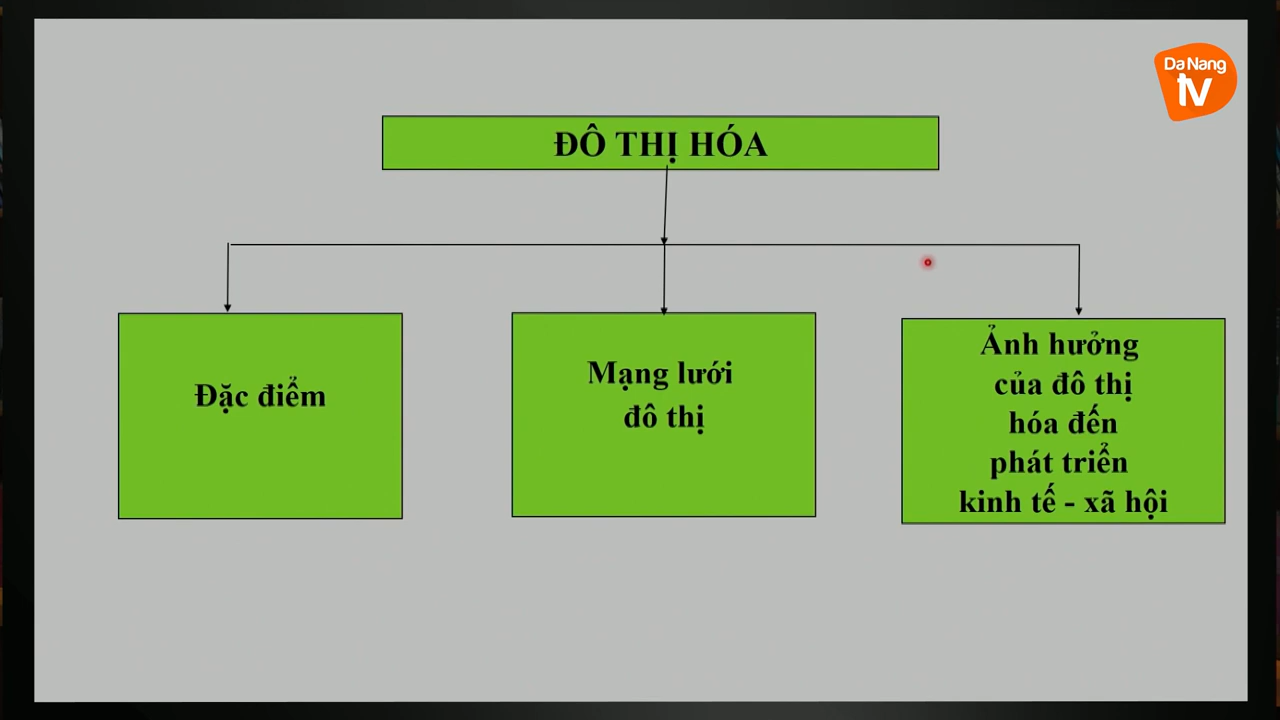 Da Nang
tv
ĐÔ THỊ HÓA
Đặc điểm
Mạng lưới
đô thị
Ảnh hưởng
của đô thị
hóa đến
phát triển
kinh tế - xã hội